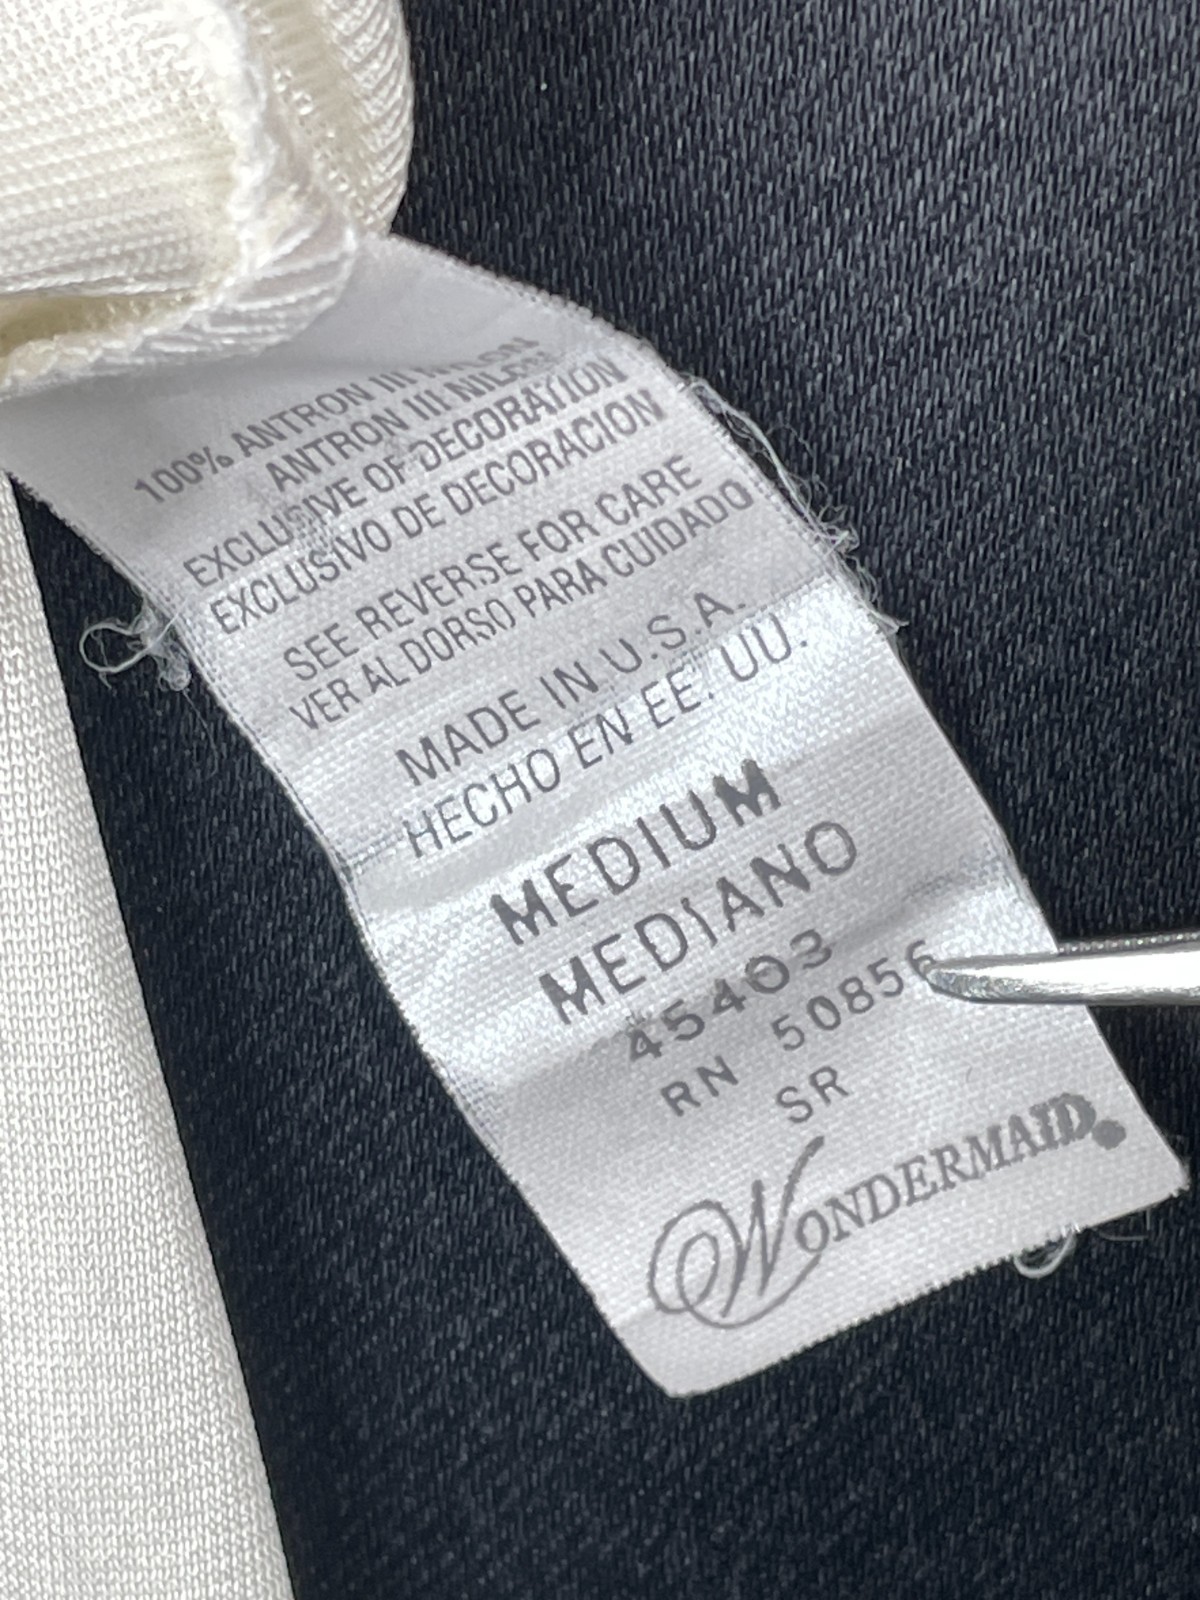 100% ANTRON III NYLON
ANTRON III NILON
EXCLUSIVE OF DECORATION
EXCLUSIVO DE DECORACION
SEE REVERSE FOR CARE
VER AL DORSO PARA CUIDADO
MADE IN U.S.A.
HECHO EN EE. UU.
MEDIUM
MEDIANO
45403
RN 50856
SR
WONDERMAID®